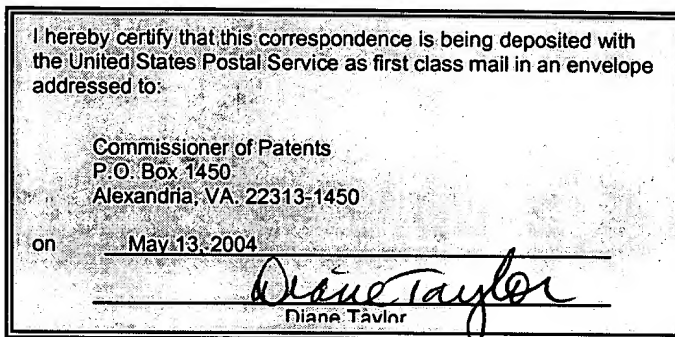 I hereby certify that this correspondence is being deposited with
the United States Postal Service as first class mail in an envelope
addressed to:
Commissioner of Patents
P.O. Box 1450
Alexandria, VA. 22313-1450
on May 13, 2004
Diane Taylor
Diane Taylor